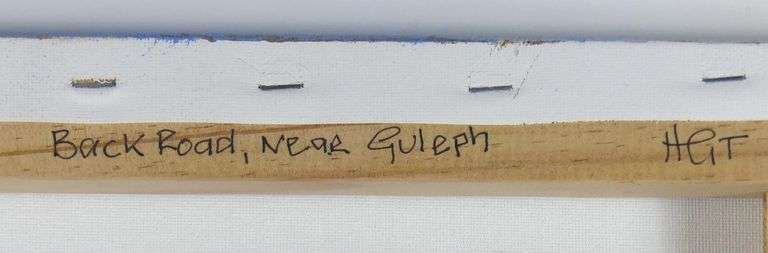 Back Road, Near Guleph HGT